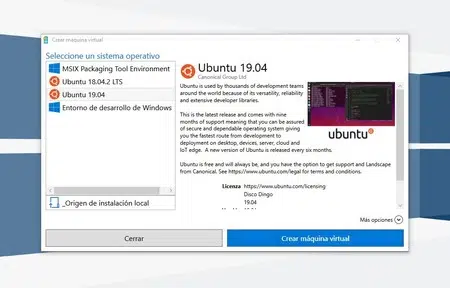 Crear máquina virtual
Seleccione un sistema operativo
MSIX Packaging Tool Environment
Ubuntu 18.04.2 LTS
Ubuntu 19.04
Entorno de desarrollo de Windows
_Origen de instalación local
Ubuntu 19.04
Canonical Group Ltd
Ubuntu is used by thousands of development teams
around the world because of its versatility, reliability
and extensive developer libraries.
This is the latest release and comes with nine
months of support meaning that you can be assured
of secure and dependable operation system giving
you the fastest route from development to
deployment on desktop, devices, server, cloud and
IoT edge. A new version of Ubuntu is released every six months.
Ubuntu is free and will always be, and you have the option to get support and Landscape
from Canonical. See https://www.ubuntu.com/legal for terms and conditions.
ubuntu
Licenza https://www.ubuntu.com/licensing
Disco Dingo
19.04
Más opciones
Cerrar
Crear máquina virtual